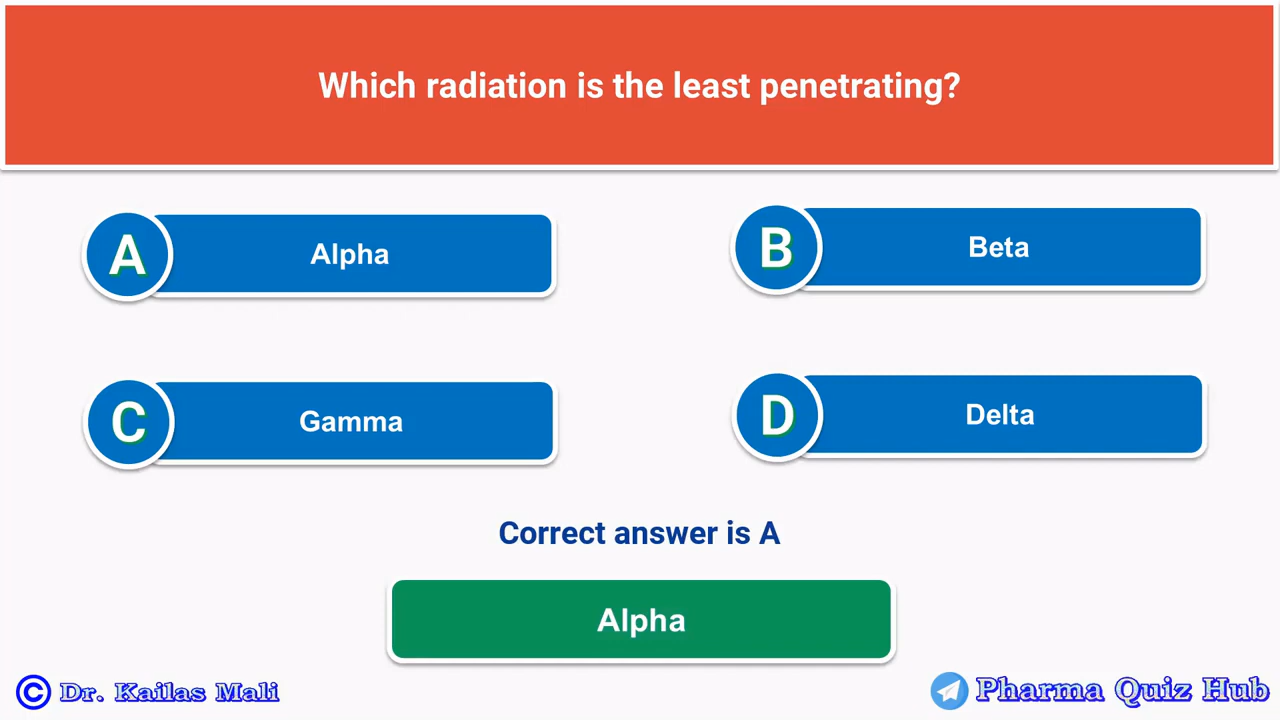 Which radiation is the least penetrating?
A Alpha
B Beta
C Gamma
D Delta
Correct answer is A
Alpha
© Dr. Kailas Mali
Pharma Quiz Hub